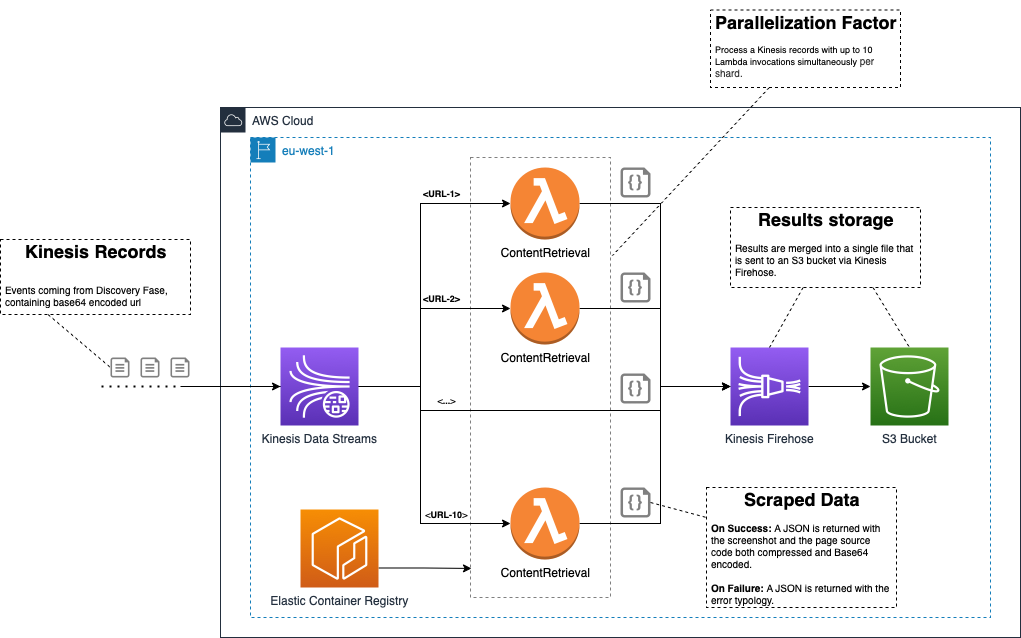 Parallelization Factor
Process a Kinesis records with up to 10
Lambda invocations simultaneously per
shard.
AWS Cloud
eu-west-1
<URL-1>
{}
ContentRetrieval
Kinesis Records
Events coming from Discovery Fase,
containing base64 encoded url
Results storage
Results are merged into a single file that
is sent to an S3 bucket via Kinesis
Firehose.
<URL-2>
{}
ContentRetrieval
<...>
{}
Kinesis Data Streams
Kinesis Firehose
S3 Bucket
<URL-10>
{}
ContentRetrieval
Scraped Data
On Success: A JSON is returned with
the screenshot and the page source
code both compressed and Base64
encoded.
On Failure: A JSON is returned with the
error typology.
Elastic Container Registry